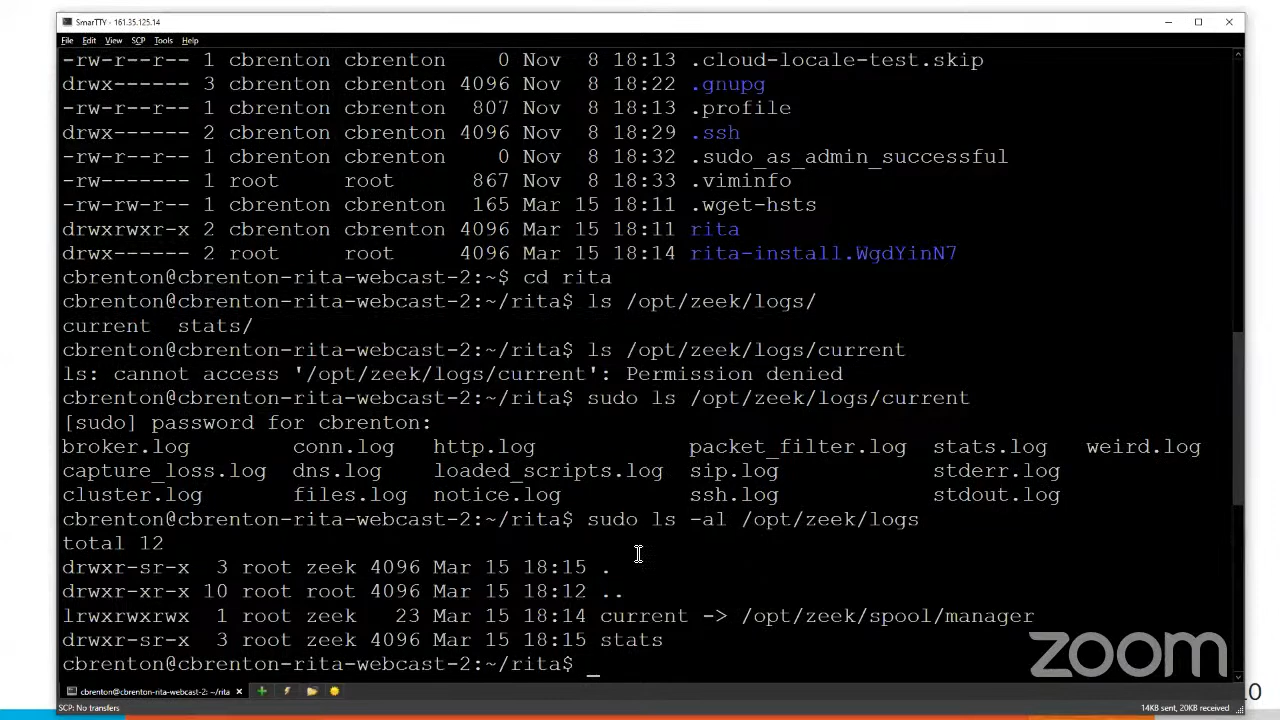 SmarTTY - 161.35.125.14
File Edit View SCP Tools Help
-rw-r--r-- 1 cbrenton cbrenton 0 Nov 8 18:13 .cloud-locale-test.skip
drwx------ 3 cbrenton cbrenton 4096 Nov 8 18:22 .gnupg
-rw-r--r-- 1 cbrenton cbrenton 807 Nov 8 18:13 .profile
drwx------ 2 cbrenton cbrenton 4096 Nov 8 18:29 .ssh
-rw-r--r-- 1 cbrenton cbrenton 0 Nov 8 18:32 .sudo_as_admin_successful
-rw------- 1 root root 867 Nov 8 18:33 .viminfo
-rw-rw-r-- 1 cbrenton cbrenton 165 Mar 15 18:11 .wget-hsts
drwxrwxr-x 2 cbrenton cbrenton 4096 Mar 15 18:11 rita
drwx------ 2 root root 4096 Mar 15 18:14 rita-install.WgdYinN7
cbrenton@cbrenton-rita-webcast-2:~$ cd rita
cbrenton@cbrenton-rita-webcast-2:~/rita$ ls /opt/zeek/logs/
current stats/
cbrenton@cbrenton-rita-webcast-2:~/rita$ ls /opt/zeek/logs/current
ls: cannot access '/opt/zeek/logs/current': Permission denied
cbrenton@cbrenton-rita-webcast-2:~/rita$ sudo ls /opt/zeek/logs/current
[sudo] password for cbrenton:
broker.log conn.log http.log packet_filter.log stats.log weird.log
capture_loss.log dns.log loaded_scripts.log sip.log stderr.log
cluster.log files.log notice.log ssh.log stdout.log
cbrenton@cbrenton-rita-webcast-2:~/rita$ sudo ls -al /opt/zeek/logs
total 12
drwxr-sr-x 3 root zeek 4096 Mar 15 18:15 .
drwxr-xr-x 10 root root 4096 Mar 15 18:12 ..
lrwxrwxrwx 1 root zeek 23 Mar 15 18:14 current -> /opt/zeek/spool/manager
drwxr-sr-x 3 root zeek 4096 Mar 15 18:15 stats
cbrenton@cbrenton-rita-webcast-2:~/rita$
zoom
cbrenton@cbrenton-rita-webcast-2: ~/rita
SCP: No transfers
14KB sent, 20KB received